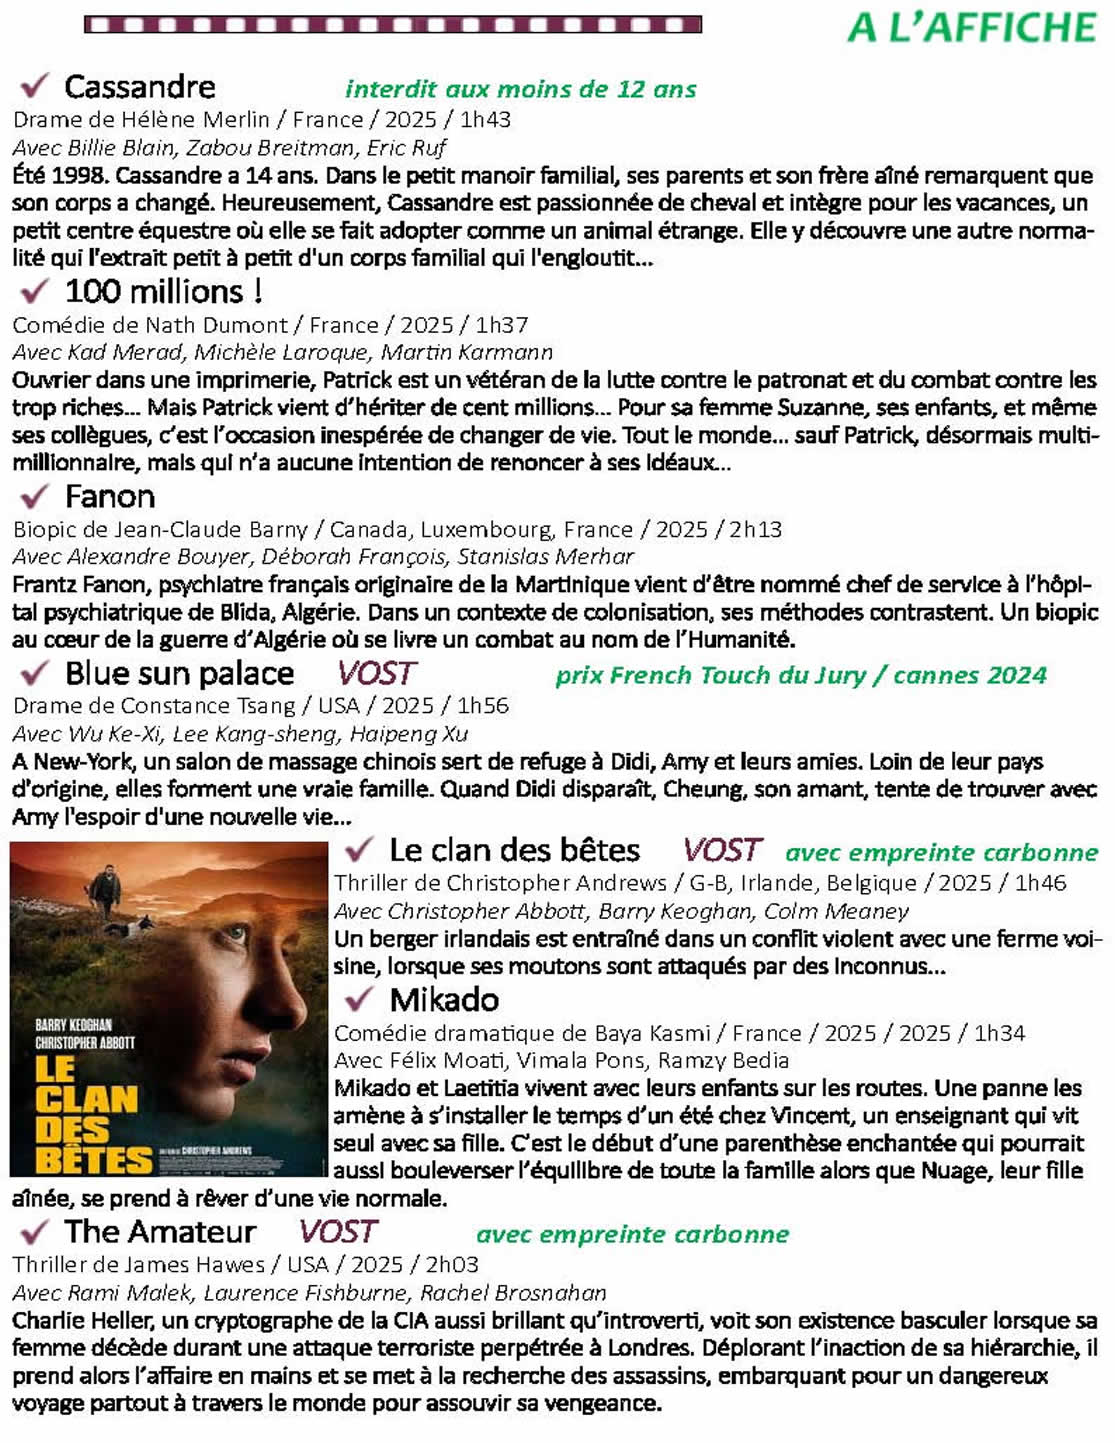 A L'AFFICHE
✓ Cassandre interdit aux moins de 12 ans
Drame de Hélène Merlin / France / 2025 / 1h43
Avec Billie Blain, Zabou Breitman, Eric Ruf
Été 1998. Cassandre a 14 ans. Dans le petit manoir familial, ses parents et son frère aîné remarquent que
son corps a changé. Heureusement, Cassandre est passionnée de cheval et intègre pour les vacances, un
petit centre équestre où elle se fait adopter comme un animal étrange. Elle y découvre une autre norma-
lité qui l'extrait petit à petit d'un corps familial qui l'engloutit...
✓ 100 millions !
Comédie de Nath Dumont / France / 2025 / 1h37
Avec Kad Merad, Michèle Laroque, Martin Karmann
Ouvrier dans une imprimerie, Patrick est un vétéran de la lutte contre le patronat et du combat contre les
trop riches... Mais Patrick vient d’hériter de cent millions... Pour sa femme Suzanne, ses enfants, et même
ses collègues, c’est l’occasion inespérée de changer de vie. Tout le monde... sauf Patrick, désormais multi-
millionnaire, mais qui n’a aucune intention de renoncer à ses idéaux...
✓ Fanon
Biopic de Jean-Claude Barny / Canada, Luxembourg, France / 2025 / 2h13
Avec Alexandre Bouyer, Déborah François, Stanislas Merhar
Frantz Fanon, psychiatre français originaire de la Martinique vient d’être nommé chef de service à l’hôpi-
tal psychiatrique de Blida, Algérie. Dans un contexte de colonisation, ses méthodes contrastent. Un biopic
au cœur de la guerre d’Algérie où se livre un combat au nom de l’Humanité.
✓ Blue sun palace VOST prix French Touch du Jury / cannes 2024
Drame de Constance Tsang / USA / 2025 / 1h56
Avec Wu Ke-Xi, Lee Kang-sheng, Haipeng Xu
A New-York, un salon de massage chinois sert de refuge à Didi, Amy et leurs amies. Loin de leur pays
d'origine, elles forment une vraie famille. Quand Didi disparaît, Cheung, son amant, tente de trouver avec
Amy l'espoir d'une nouvelle vie...
✓ Le clan des bêtes VOST avec empreinte carbonne
Thriller de Christopher Andrews / G-B, Irlande, Belgique / 2025 / 1h46
Avec Christopher Abbott, Barry Keoghan, Colm Meaney
Un berger irlandais est entraîné dans un conflit violent avec une ferme voi-
sine, lorsque ses moutons sont attaqués par des inconnus...
BARRY KEOGHAN
CHRISTOPHER ABBOTT
LE
CLAN
DES
BÊTES
CHRISTOPHER ANDREWS
✓ Mikado
Comédie dramatique de Baya Kasmi / France / 2025 / 2025 / 1h34
Avec Félix Moati, Vimala Pons, Ramzy Bedia
Mikado et Laetitia vivent avec leurs enfants sur les routes. Une panne les
amène à s’installer le temps d’un été chez Vincent, un enseignant qui vit
seul avec sa fille. C’est le début d’une parenthèse enchantée qui pourrait
aussi bouleverser l’équilibre de toute la famille alors que Nuage, leur fille
aînée, se prend à rêver d’une vie normale.
✓ The Amateur VOST avec empreinte carbonne
Thriller de James Hawes / USA / 2025 / 2h03
Avec Rami Malek, Laurence Fishburne, Rachel Brosnahan
Charlie Heller, un cryptographe de la CIA aussi brillant qu’introverti, voit son existence basculer lorsque sa
femme décède durant une attaque terroriste perpétrée à Londres. Déplorant l’inaction de sa hiérarchie, il
prend alors l’affaire en mains et se met à la recherche des assassins, embarquant pour un dangereux
voyage partout à travers le monde pour assouvir sa vengeance.